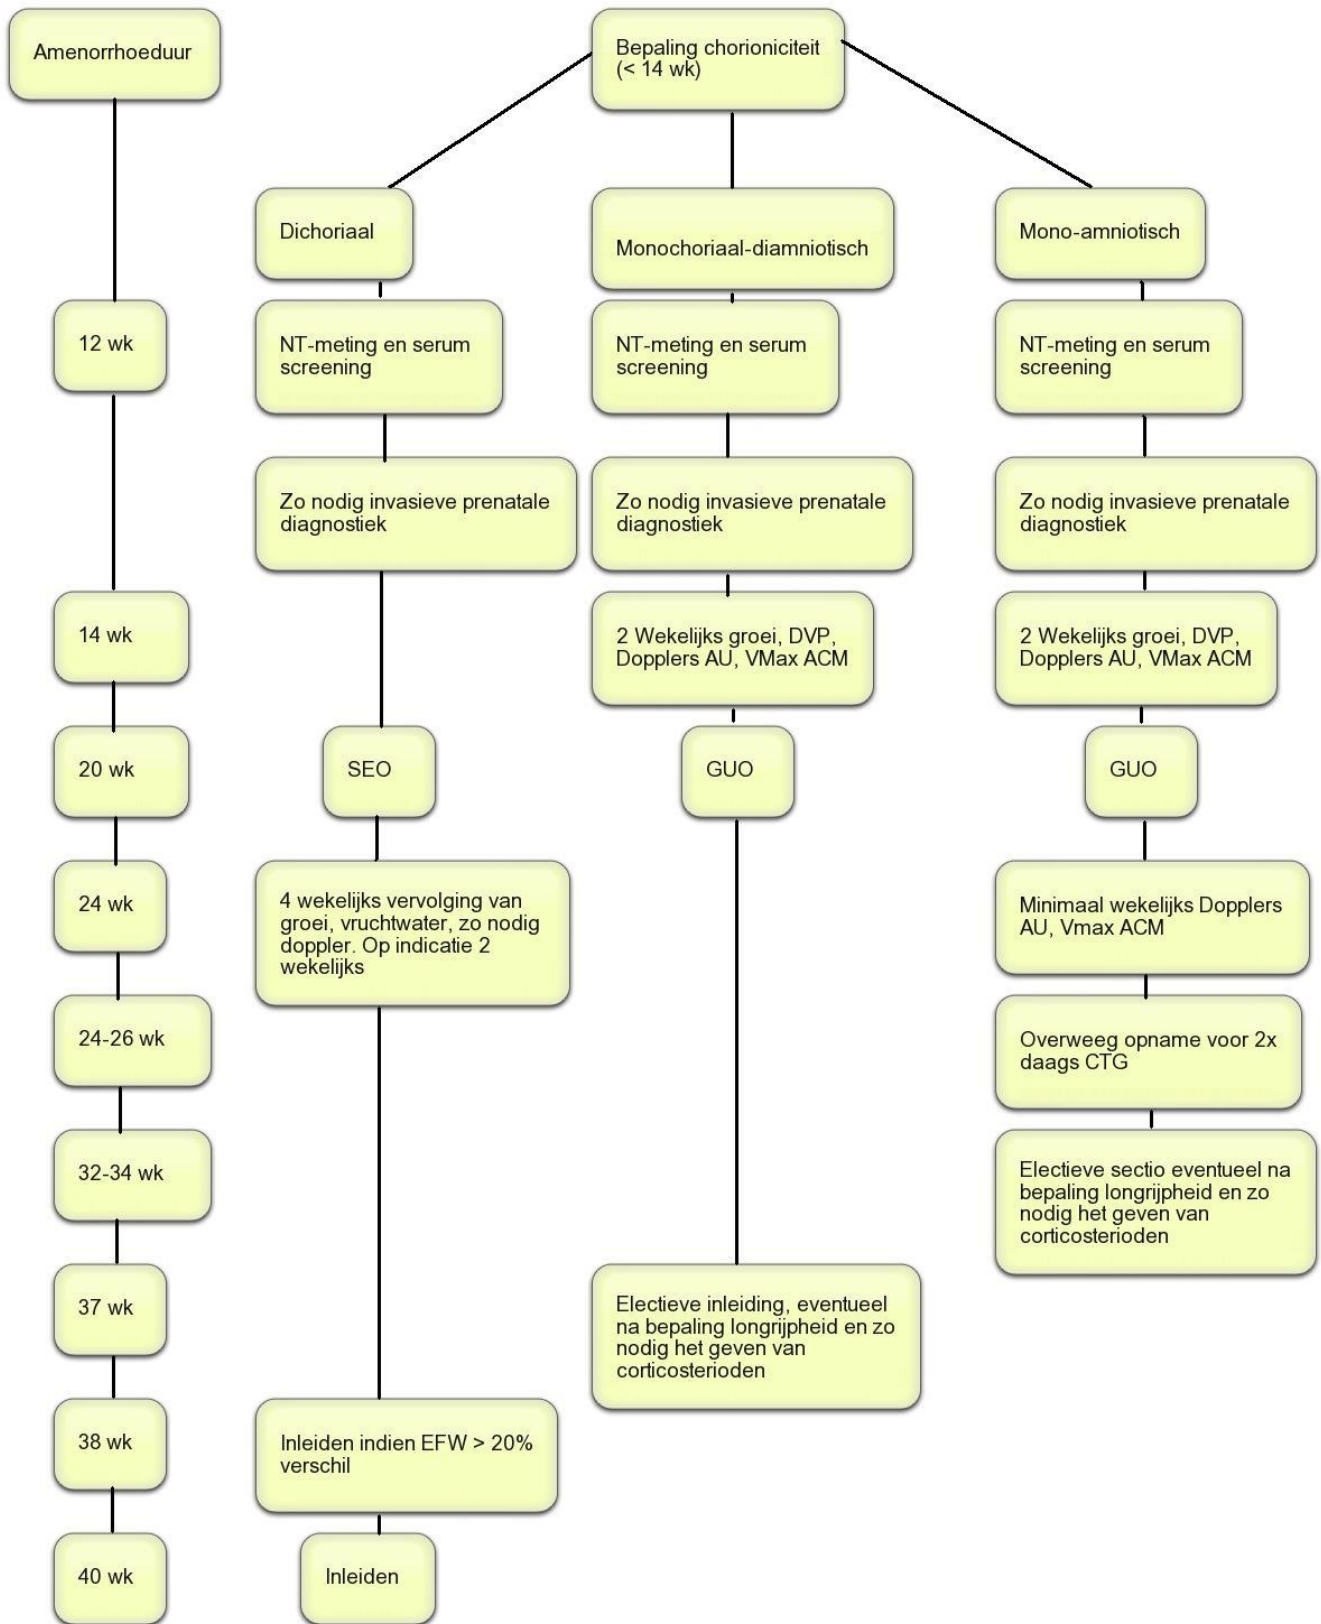 Amenorrhoeduur
Bepaling chorioniciteit
(< 14 wk)
Dichoriaal
Monochoriaal-diamniotisch
Mono-amniotisch
12 wk
NT-meting en serum
screening
NT-meting en serum
screening
NT-meting en serum
screening
Zo nodig invasieve prenatale
diagnostiek
Zo nodig invasieve prenatale
diagnostiek
Zo nodig invasieve prenatale
diagnostiek
14 wk
2 Wekelijks groei, DVP,
Dopplers AU, VMax ACM
2 Wekelijks groei, DVP,
Dopplers AU, VMax ACM
20 wk
SEO
GUO
GUO
24 wk
4 wekelijks vervolging van
groei, vruchtwater, zo nodig
doppler. Op indicatie 2
wekelijks
Minimaal wekelijks Dopplers
AU, Vmax ACM
24-26 wk
Overweeg opname voor 2x
daags CTG
32-34 wk
Electieve sectio eventueel na
bepaling longrijpheid en zo
nodig het geven van
corticosterioden
37 wk
Electieve inleiding, eventueel
na bepaling longrijpheid en zo
nodig het geven van
corticosterioden
38 wk
Inleiden indien EFW > 20%
verschil
40 wk
Inleiden